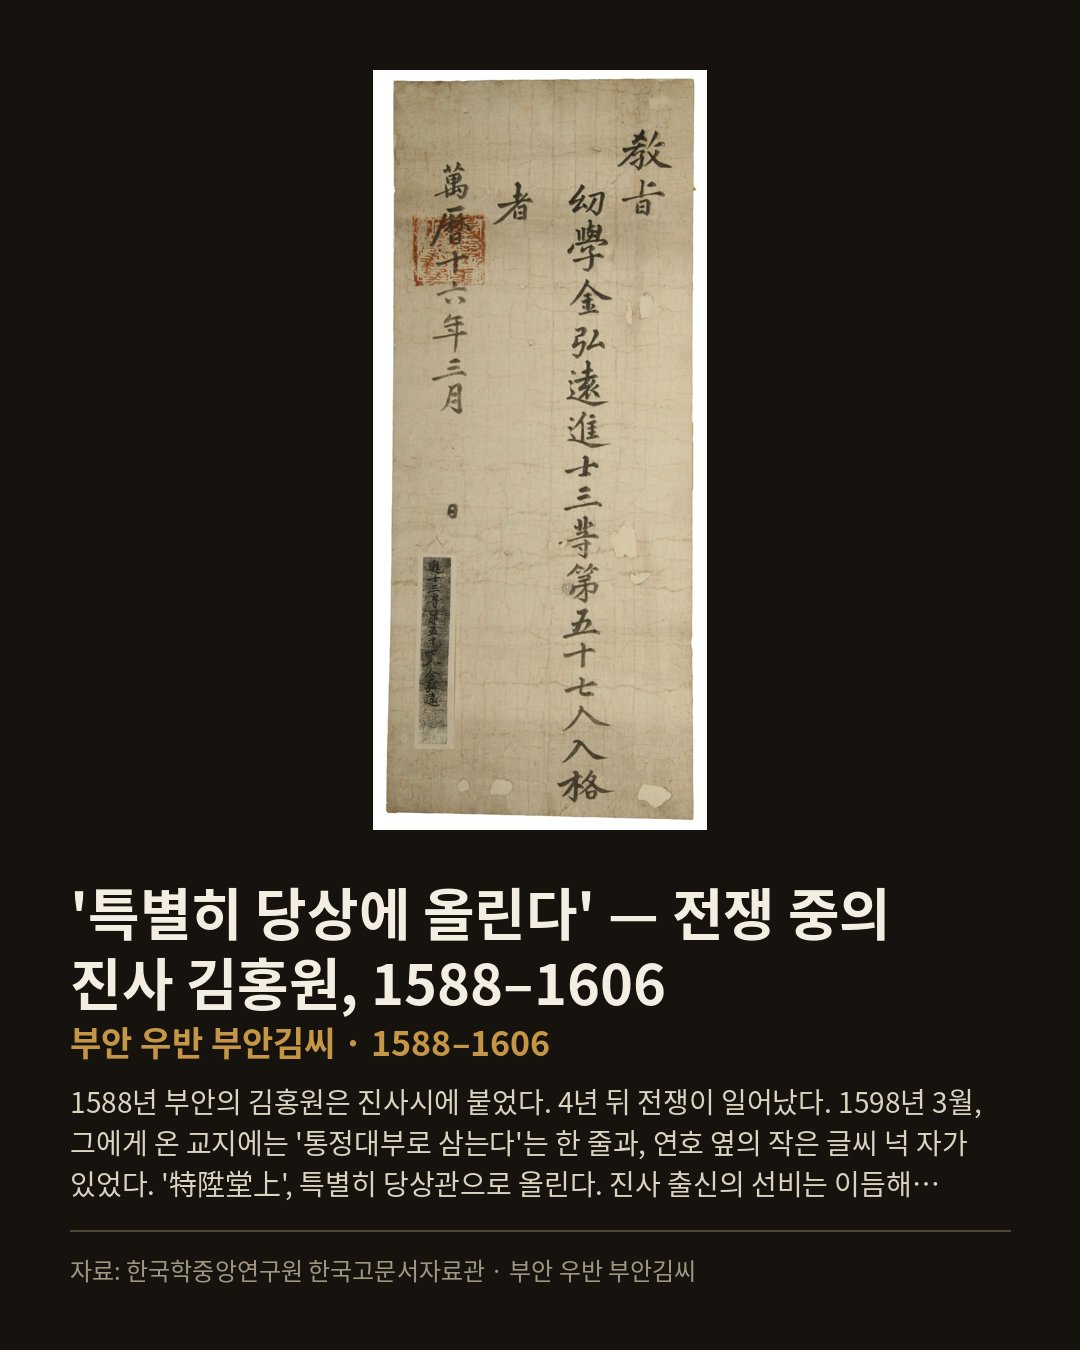 教旨
幼學金弘遠進士三等第五十七人入格
者
萬曆十六年三月
日
'특별히 당상에 올린다' — 전쟁 중의
진사 김홍원, 1588–1606
부안 우반 부안김씨 · 1588–1606
1588년 부안의 김홍원은 진사시에 붙었다. 4년 뒤 전쟁이 일어났다. 1598년 3월,
그에게 온 교지에는 '통정대부로 삼는다'는 한 줄과, 연호 옆의 작은 글씨 넉 자가
있었다. '特陞堂上', 특별히 당상관으로 올린다. 진사 출신의 선비는 이듬해…
자료: 한국학중앙연구원 한국고문서자료관 · 부안 우반 부안김씨